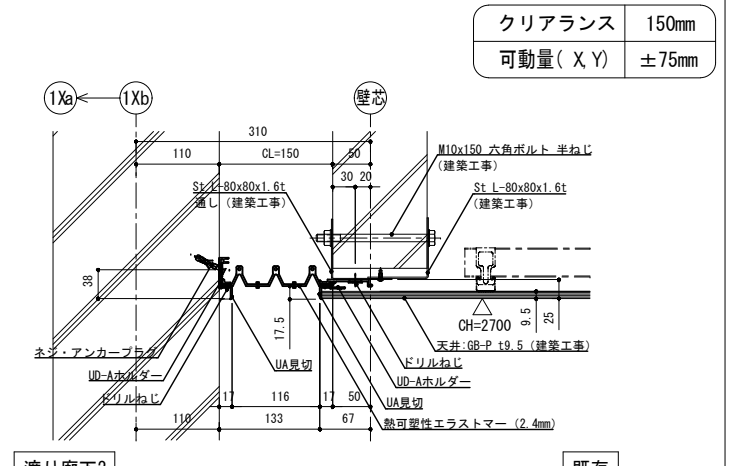 クリアランス 150mm
可動量( X, Y) ±75mm
1Xa 1Xb 壁芯
310
110 CL=150 50
30 20
M10x150 六角ボルト 半ねじ
(建築工事)
St L-80x80x1.6t
通し (建築工事)
St L-80x80x1.6t
(建築工事)
38
17.5
CH=2700
9.5
25
天井:GB-P t9.5 (建築工事)
ネジ・アンカープラグ
UD-Aホルダー
ドリルねじ
UA見切
ドリルねじ
UD-Aホルダー
UA見切
熱可塑性エラストマー (2.4mm)
17 116 17 50
110 133 67
渡り廊下2
既存